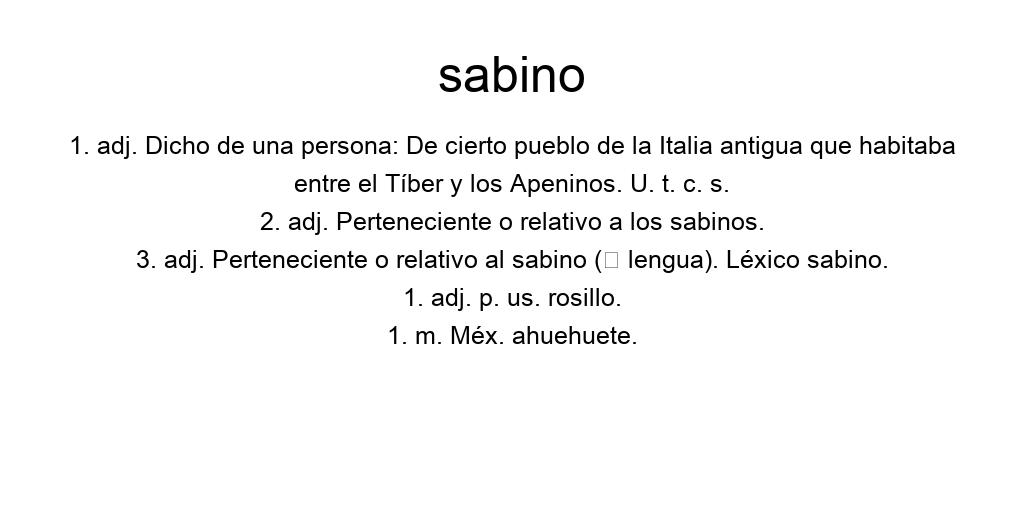 sabino
1. adj. Dicho de una persona: De cierto pueblo de la Italia antigua que habitaba
entre el Tíber y los Apeninos. U. t. c. s.
2. adj. Perteneciente o relativo a los sabinos.
3. adj. Perteneciente o relativo al sabino (□ lengua). Léxico sabino.
1. adj. p. us. rosillo.
1. m. Méx. ahuehuete.